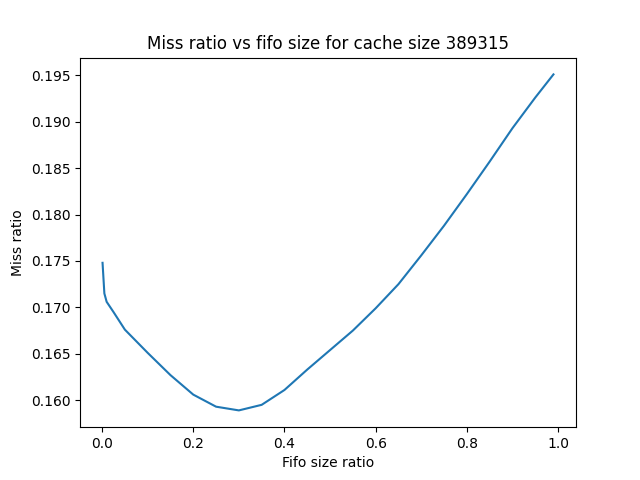 Miss ratio vs fifo size for cache size 389315
0.195
0.190
0.185
0.180
0.175
0.170
0.165
0.160
Miss ratio
0.0 0.2 0.4 0.6 0.8 1.0
Fifo size ratio